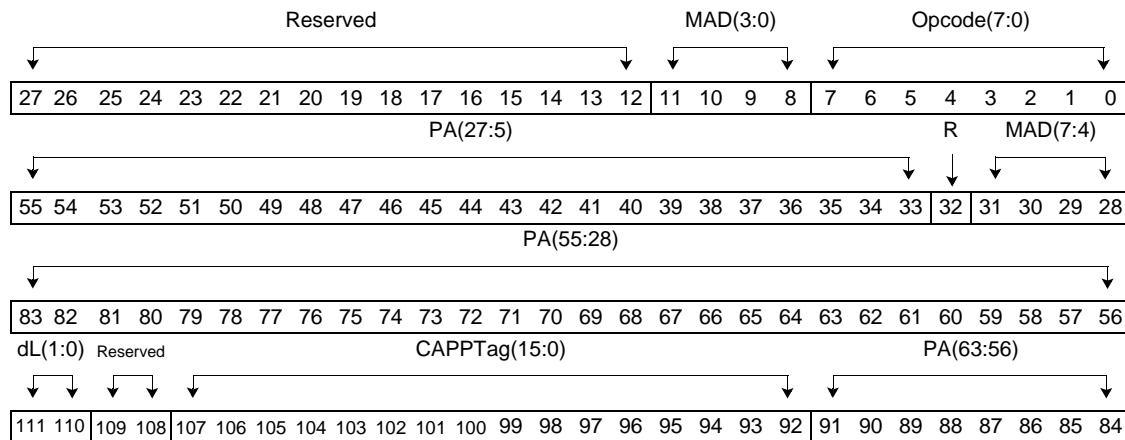 Reserved MAD(3:0) Opcode(7:0)
27 26 25 24 23 22 21 20 19 18 17 16 15 14 13 12 11 10 9 8 7 6 5 4 3 2 1 0
PA(27:5) R MAD(7:4)
55 54 53 52 51 50 49 48 47 46 45 44 43 42 41 40 39 38 37 36 35 34 33 32 31 30 29 28
PA(55:28)
83 82 81 80 79 78 77 76 75 74 73 72 71 70 69 68 67 66 65 64 63 62 61 60 59 58 57 56
dL(1:0) Reserved CAPPTag(15:0) PA(63:56)
111 110 109 108 107 106 105 104 103 102 101 100 99 98 97 96 95 94 93 92 91 90 89 88 87 86 85 84